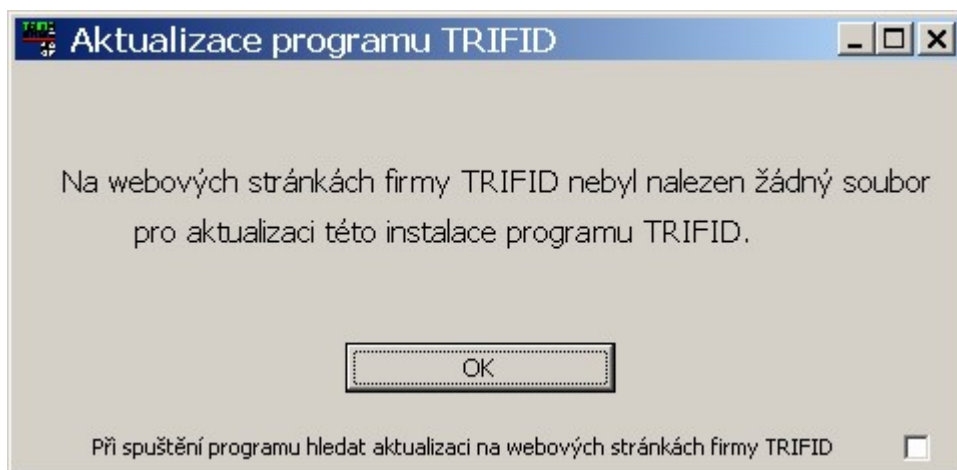 Aktualizace programu TRIFID
Na webových stránkách firmy TRIFID nebyl nalezen žádný soubor
pro aktualizaci této instalace programu TRIFID.
OK
Při spuštění programu hledat aktualizaci na webových stránkách firmy TRIFID